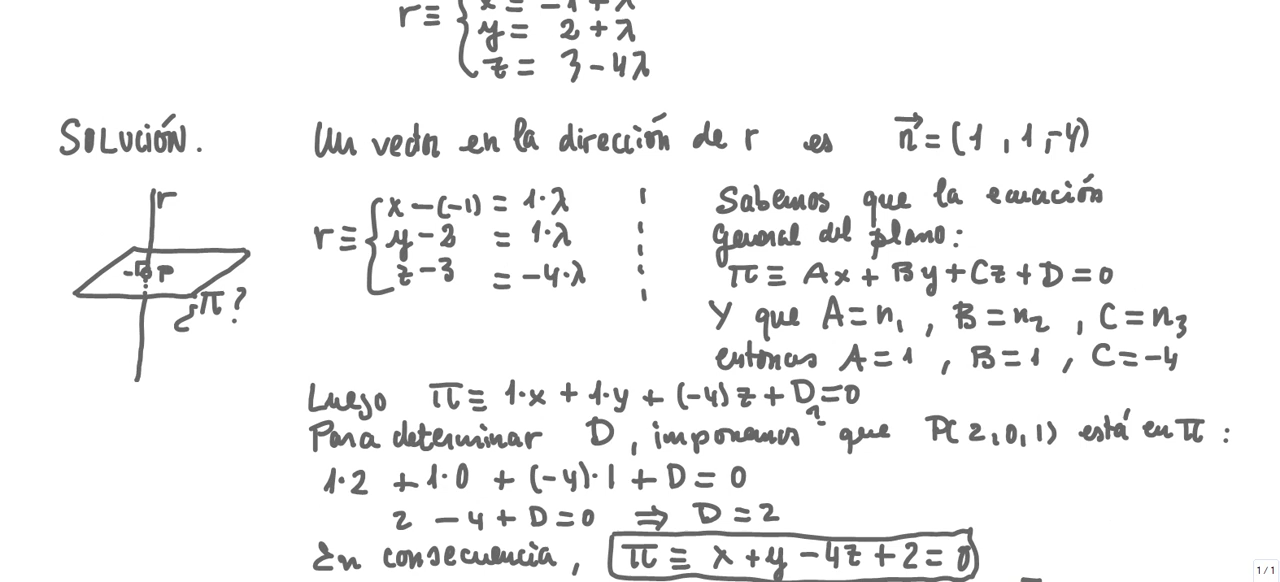 r ≡ { x = -1 + λ
y = 2 + λ
z = 3 - 4λ
SOLUCIÓN. Un vector en la dirección de r es n⃗ = (1, 1, -4)
r
P
π?
r ≡ { x - (-1) = 1·λ
y - 2 = 1·λ
z - 3 = -4·λ
Sabemos que la ecuación
general del plano:
π ≡ Ax + By + Cz + D = 0
Y que A = n₁ , B = n₂ , C = n₃
entonces A = 1 , B = 1 , C = -4
Luego π ≡ 1·x + 1·y + (-4)z + D = 0
?
Para determinar D, imponemos que P(2,0,1) está en π :
1·2 + 1·0 + (-4)·1 + D = 0
2 - 4 + D = 0 ⇒ D = 2
En consecuencia, π ≡ x + y - 4z + 2 = 0
1 / 1